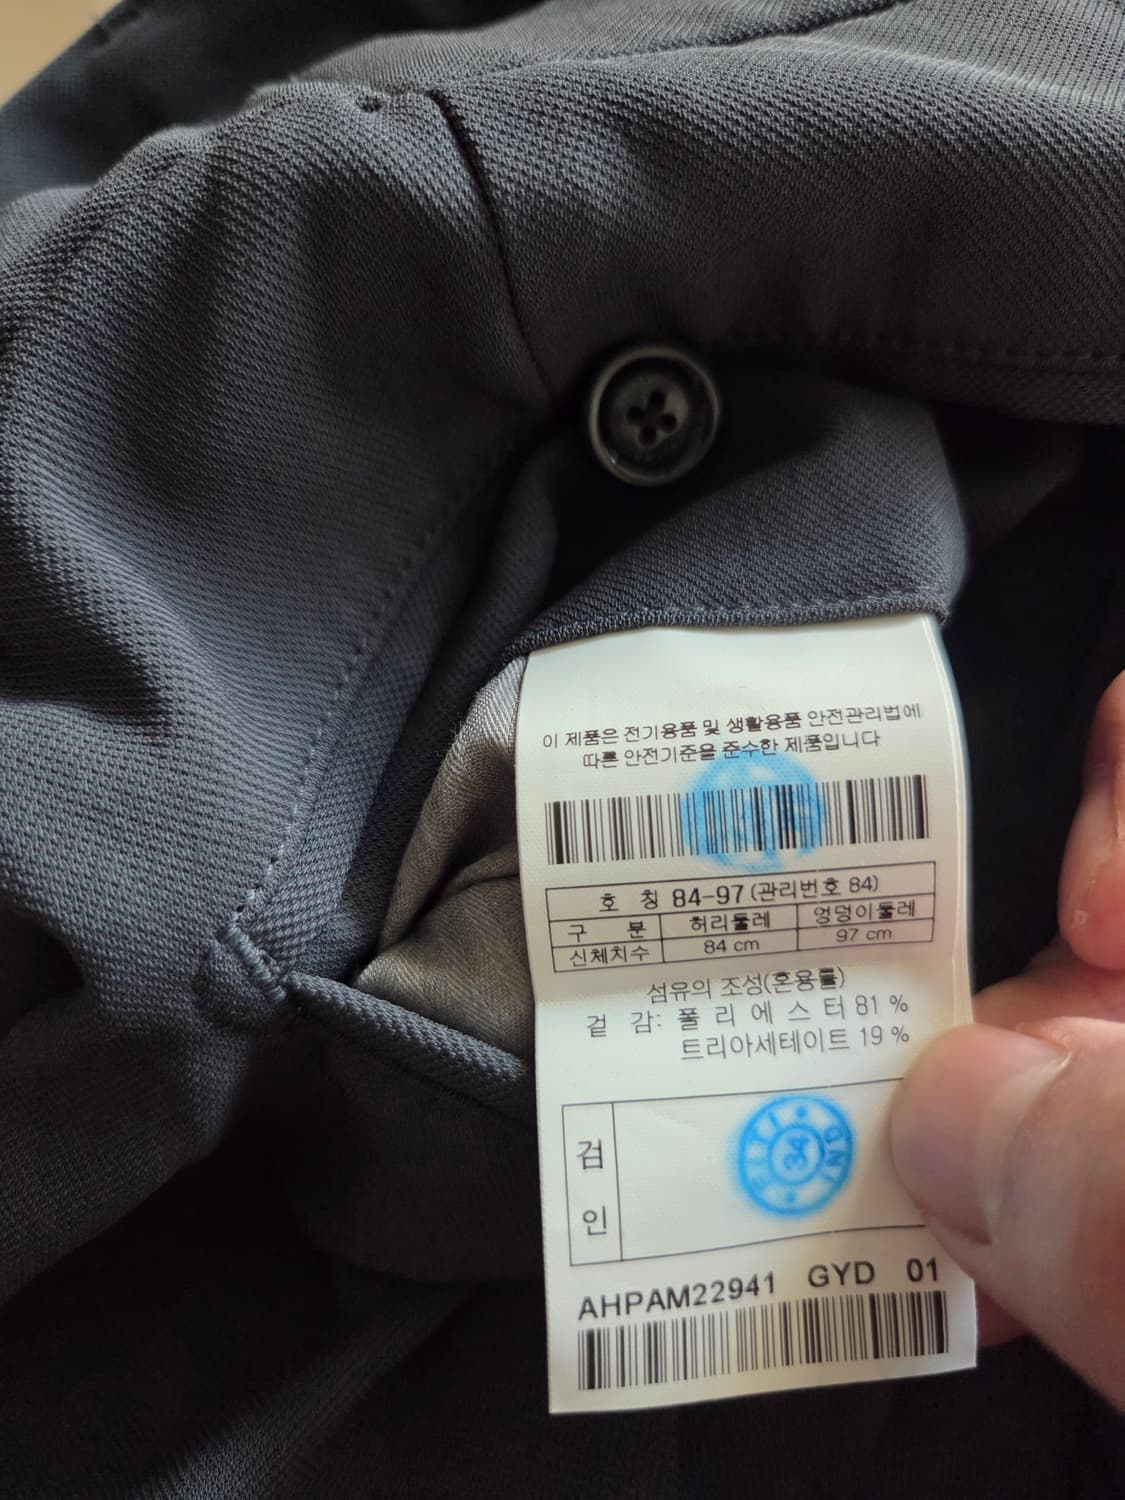 이 제품은 전기용품 및 생활용품 안전관리법에
따른 안전기준을 준수한 제품입니다
호 칭 84-97 (관리번호 84)
구 분 허리둘레 엉덩이둘레
신체치수 84 cm 97 cm
섬유의 조성(혼용률)
겉 감: 폴 리 에 스 터 81 %
트리아세테이트 19 %
검
인
34
AHPAM22941 GYD 01